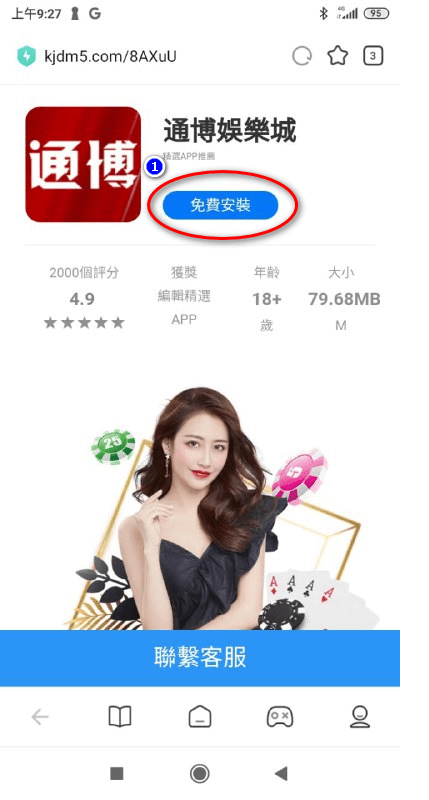 上午9:27 G 4G 95
kjdm5.com/8AXuU 3
通博
通博娛樂城
精選APP推薦
1
免費安裝
2000個評分 獲獎 年齡 大小
4.9 編輯精選 18+ 79.68MB
★★★★★ APP 歲 M
25
5
A A A A
聯繫客服